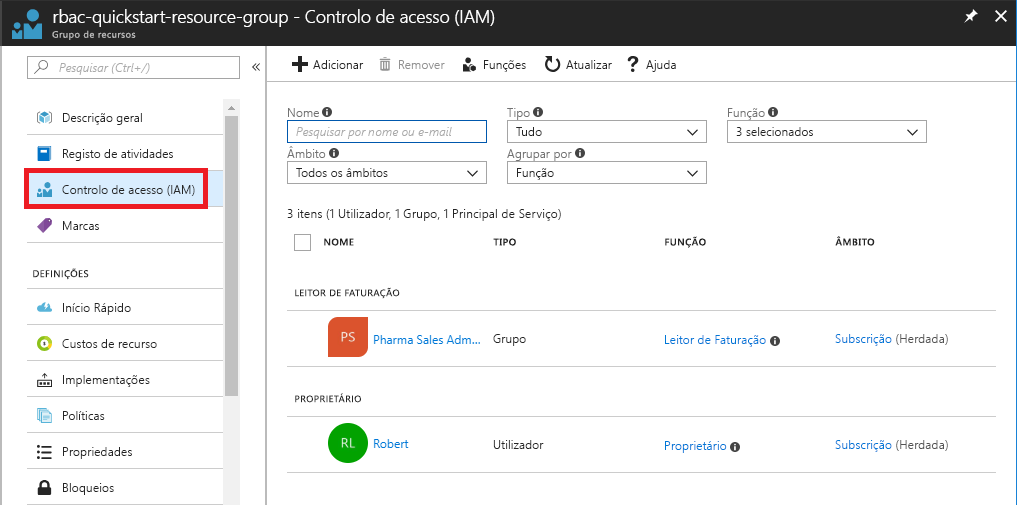 rbac-quickstart-resource-group - Controlo de acesso (IAM)
Grupo de recursos
Pesquisar (Ctrl+/)
Descrição geral
Registo de atividades
Controlo de acesso (IAM)
Marcas
DEFINIÇÕES
Início Rápido
Custos de recurso
Implementações
Políticas
Propriedades
Bloqueios
Adicionar Remover Funções Atualizar Ajuda
Nome Tipo Função
Pesquisar por nome ou e-mail Tudo 3 selecionados
Âmbito Agrupar por
Todos os âmbitos Função
3 itens (1 Utilizador, 1 Grupo, 1 Principal de Serviço)
NOME TIPO FUNÇÃO ÂMBITO
LEITOR DE FATURAÇÃO
PS Pharma Sales Adm... Grupo Leitor de Faturação Subscrição (Herdada)
PROPRIETÁRIO
RL Robert Utilizador Proprietário Subscrição (Herdada)